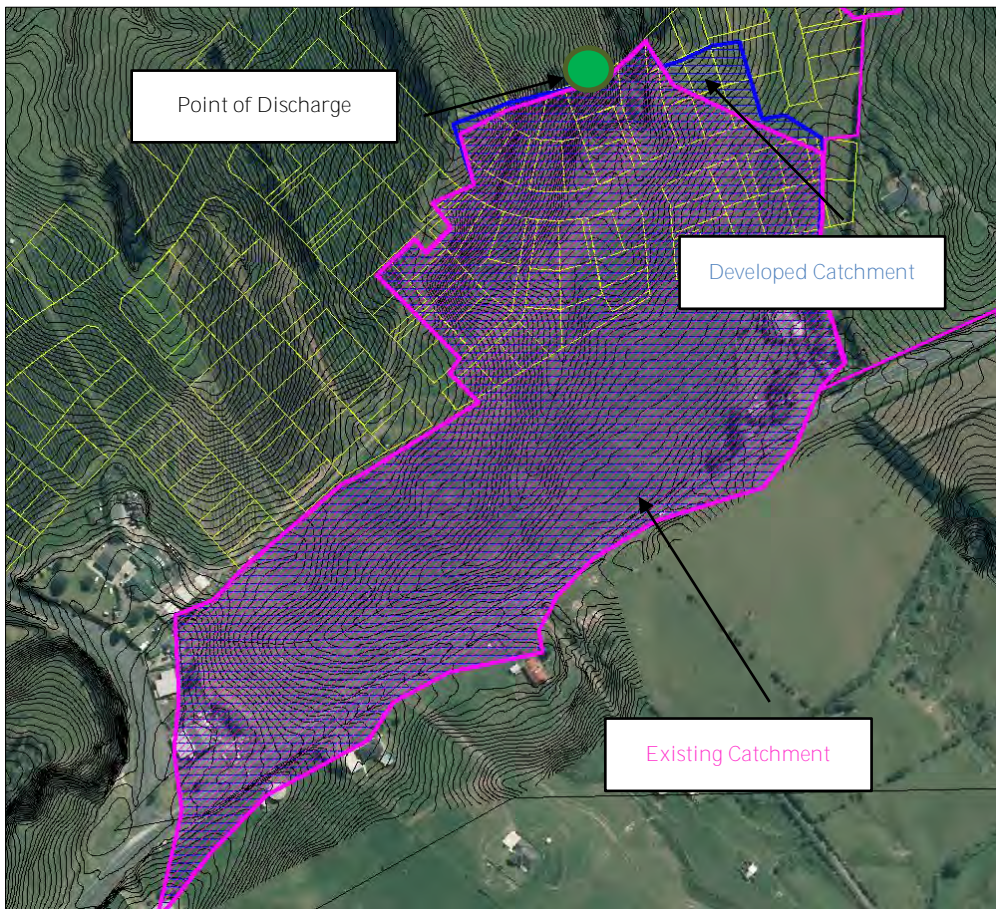 Point of Discharge
Developed Catchment
Existing Catchment